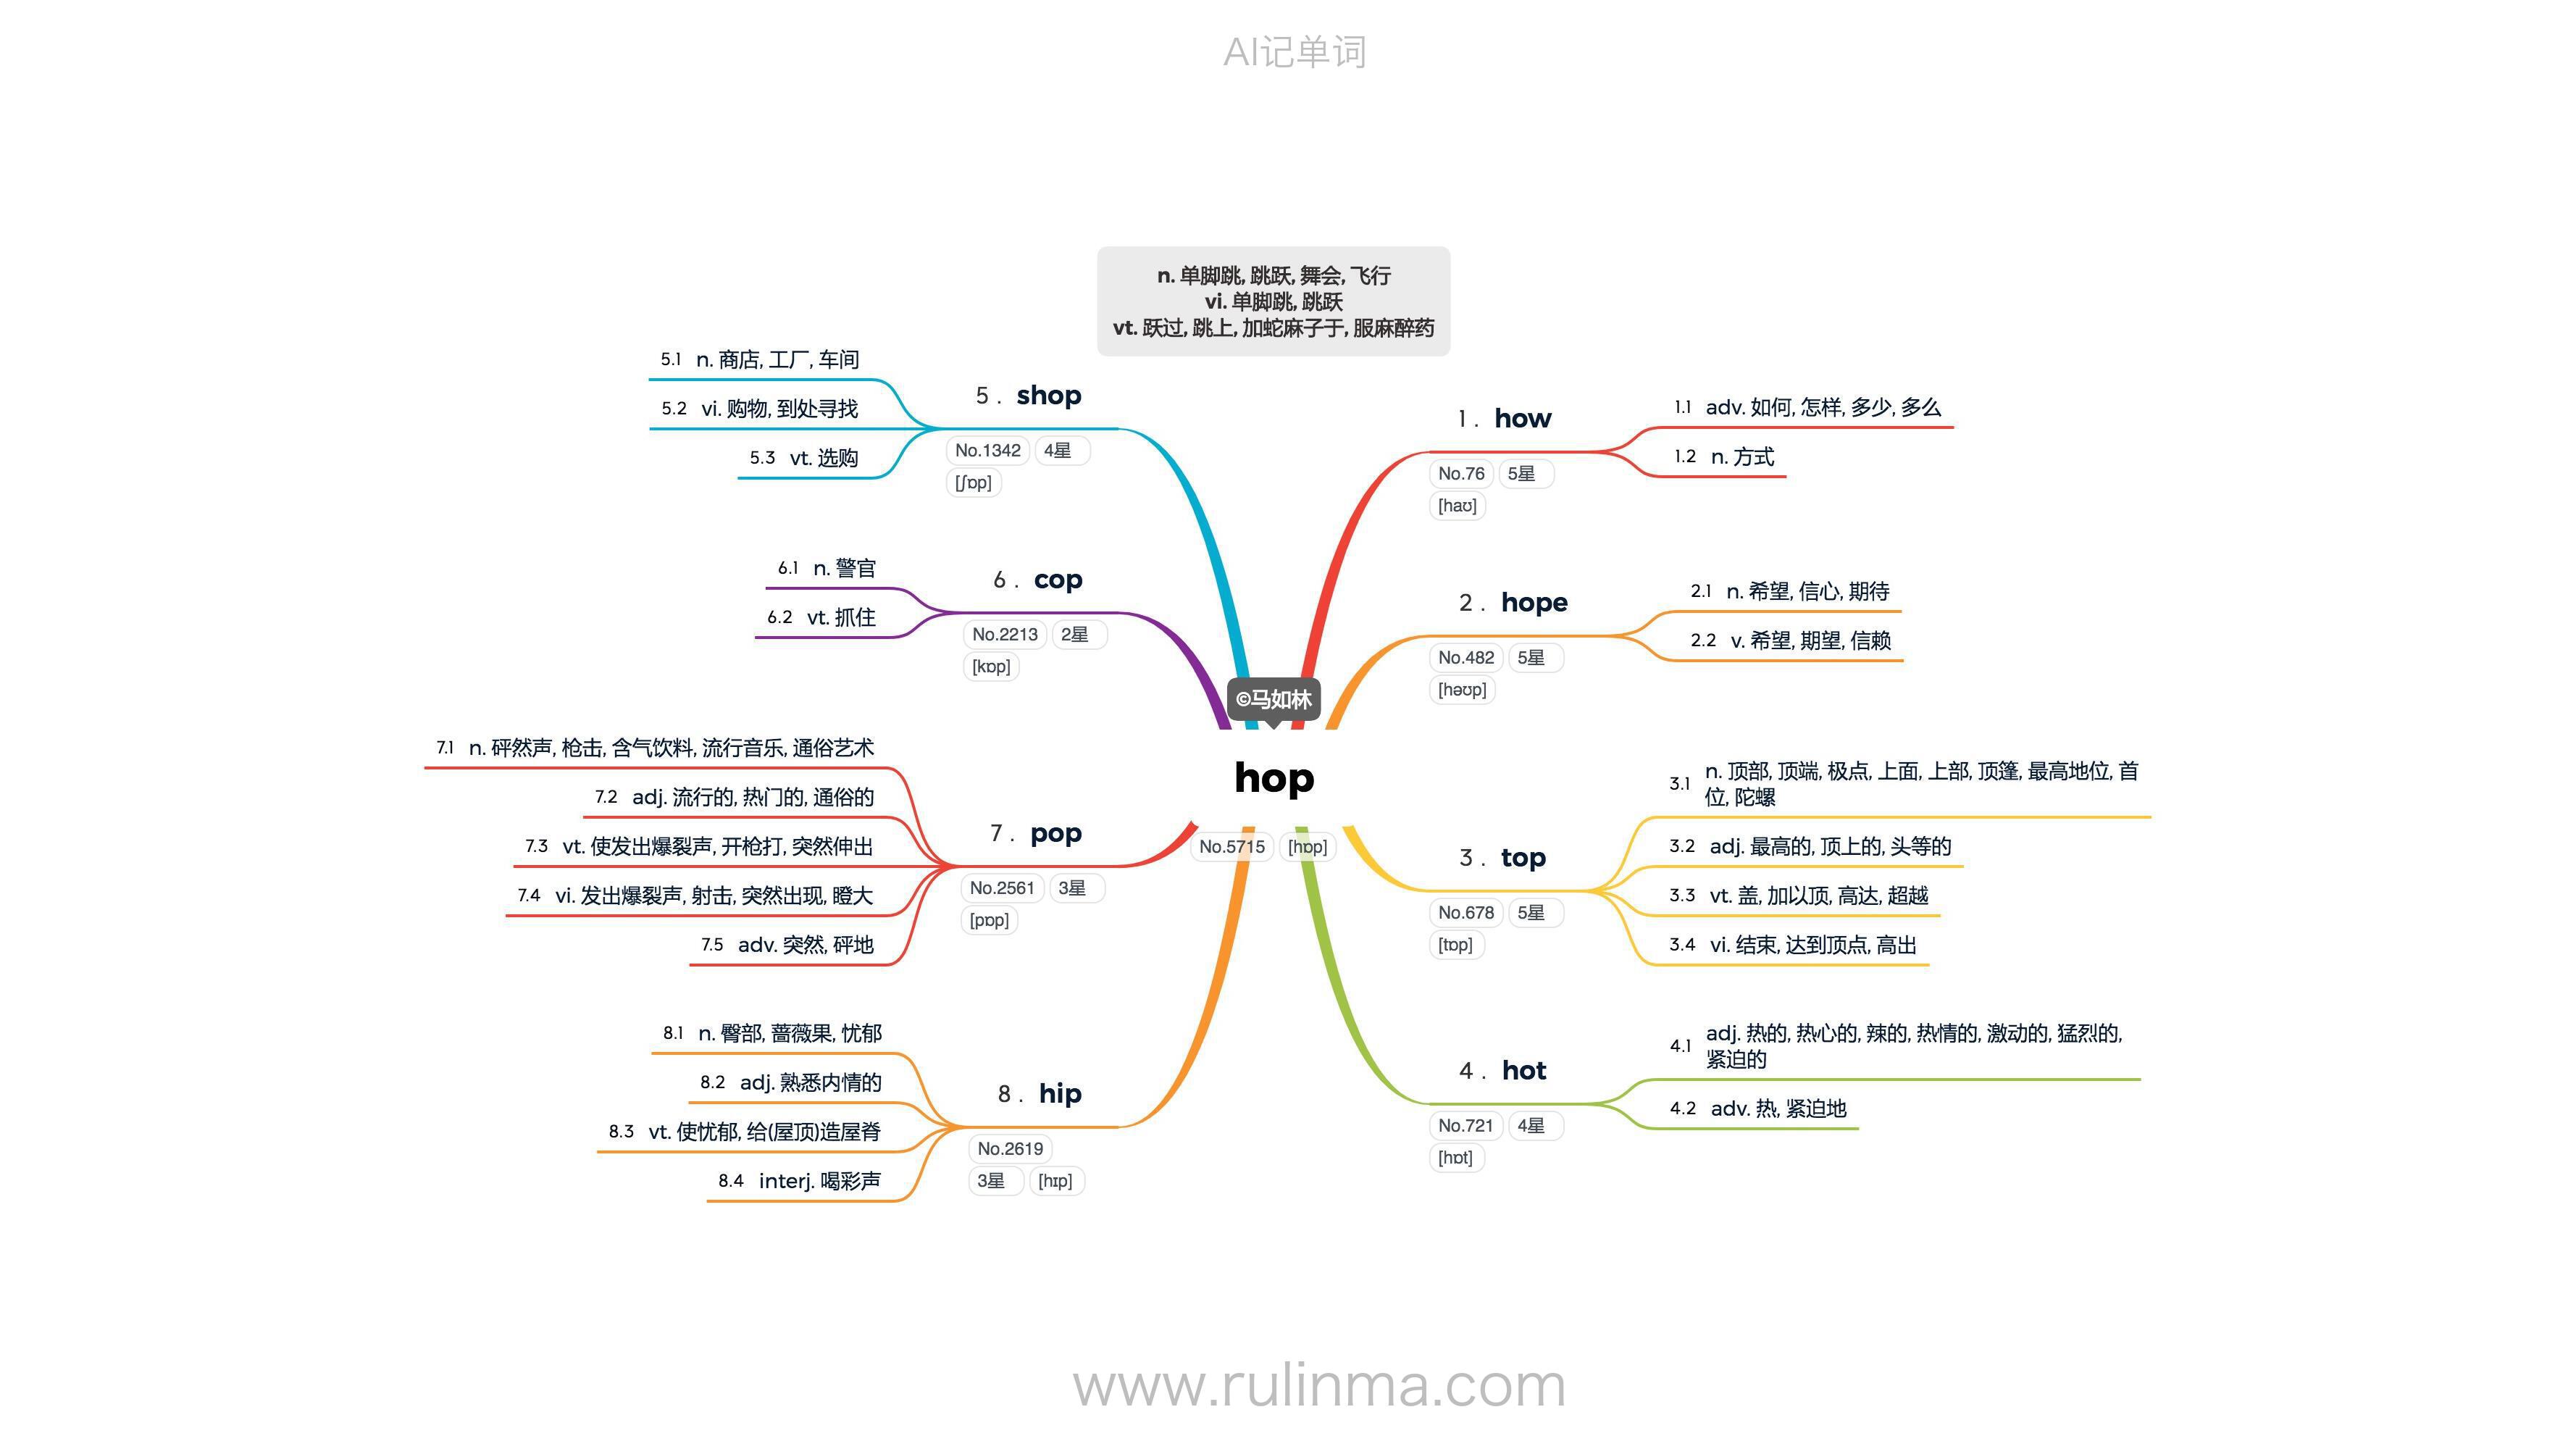 AI记单词
n. 单脚跳, 跳跃, 舞会, 飞行
vi. 单脚跳, 跳跃
vt. 跃过, 跳上, 加蛇麻子于, 服麻醉药
©马如林
hop
No.5715 [hɒp]
1. how
No.76 5星
[haʊ]
1.1 adv. 如何, 怎样, 多少, 多么
1.2 n. 方式
2. hope
No.482 5星
[həʊp]
2.1 n. 希望, 信心, 期待
2.2 v. 希望, 期望, 信赖
3. top
No.678 5星
[tɒp]
3.1 n. 顶部, 顶端, 极点, 上面, 上部, 顶篷, 最高地位, 首
位, 陀螺
3.2 adj. 最高的, 顶上的, 头等的
3.3 vt. 盖, 加以顶, 高达, 超越
3.4 vi. 结束, 达到顶点, 高出
4. hot
No.721 4星
[hɒt]
4.1 adj. 热的, 热心的, 辣的, 热情的, 激动的, 猛烈的,
紧迫的
4.2 adv. 热, 紧迫地
5. shop
No.1342 4星
[ʃɒp]
5.1 n. 商店, 工厂, 车间
5.2 vi. 购物, 到处寻找
5.3 vt. 选购
6. cop
No.2213 2星
[kɒp]
6.1 n. 警官
6.2 vt. 抓住
7. pop
No.2561 3星
[pɒp]
7.1 n. 砰然声, 枪击, 含气饮料, 流行音乐, 通俗艺术
7.2 adj. 流行的, 热门的, 通俗的
7.3 vt. 使发出爆裂声, 开枪打, 突然伸出
7.4 vi. 发出爆裂声, 射击, 突然出现, 瞪大
7.5 adv. 突然, 砰地
8. hip
No.2619
3星 [hɪp]
8.1 n. 臀部, 蔷薇果, 忧郁
8.2 adj. 熟悉内情的
8.3 vt. 使忧郁, 给(屋顶)造屋脊
8.4 interj. 喝彩声
www.rulinma.com